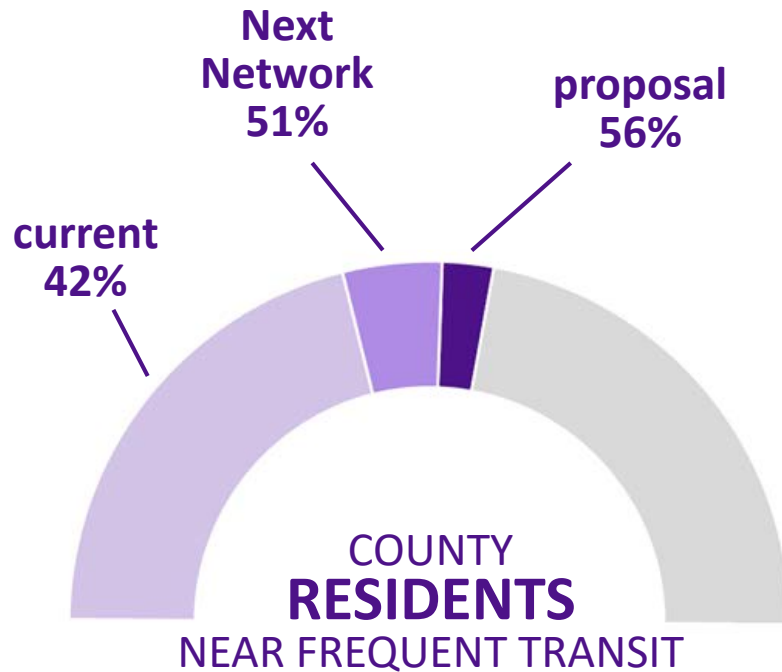 Next
Network
51%
proposal
56%
current
42%
COUNTY
RESIDENTS
NEAR FREQUENT TRANSIT